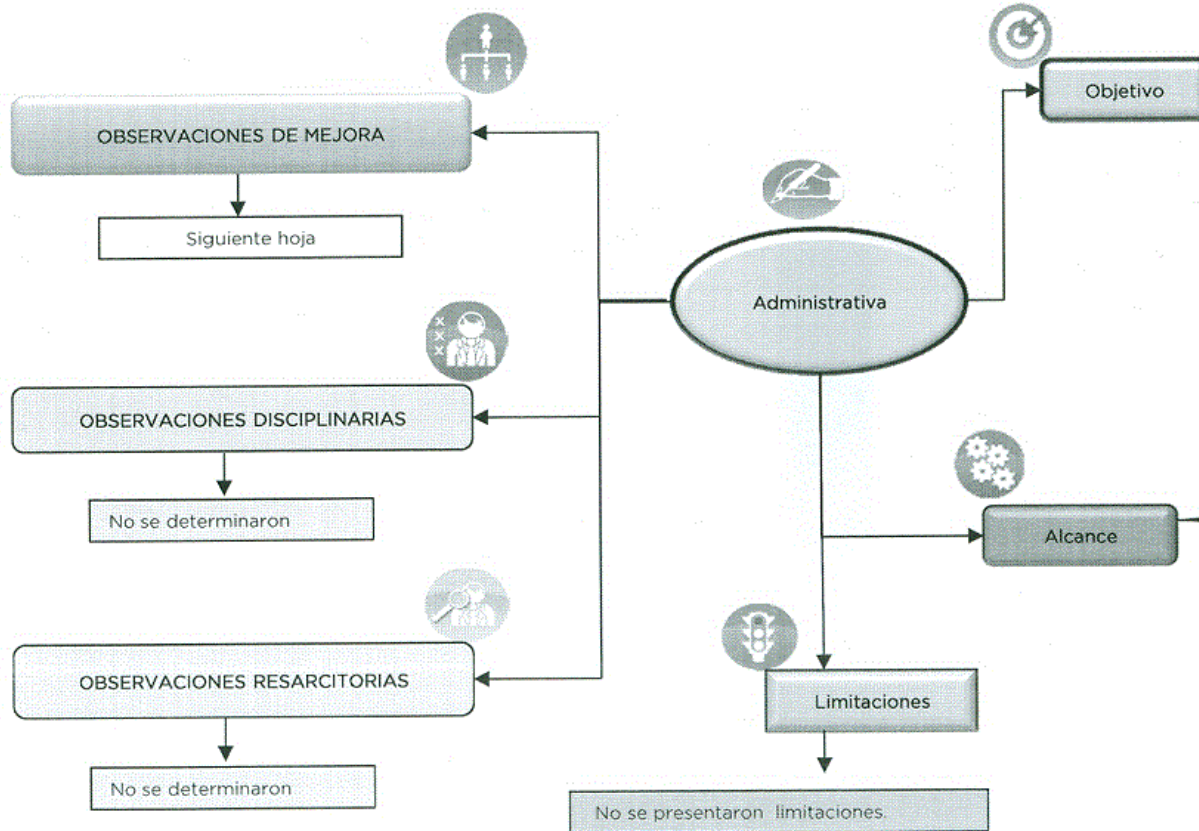 Objetivo
OBSERVACIONES DE MEJORA
Siguiente hoja
Administrativa
OBSERVACIONES DISCIPLINARIAS
No se determinaron
Alcance
OBSERVACIONES RESARCITORIAS
Limitaciones
No se determinaron
No se presentaron limitaciones.